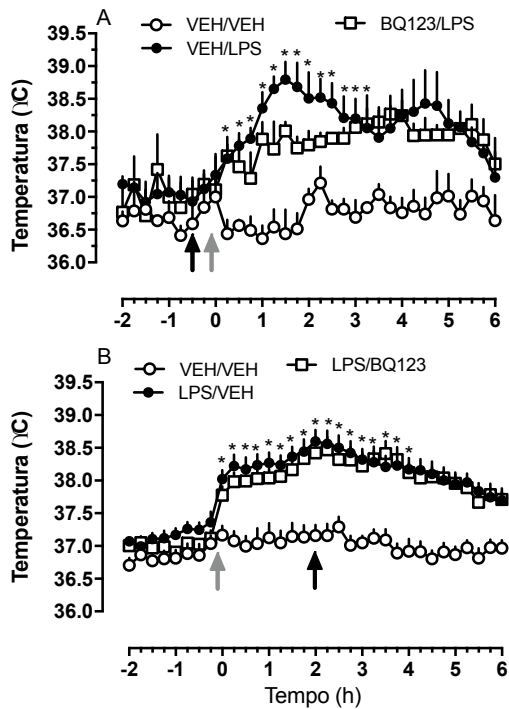 A
VEH/VEH
BQ123/LPS
VEH/LPS
Temperatura (ηC)
39.5
39.0
38.5
38.0
37.5
37.0
36.5
36.0
* * * * * * * * * * * * *
-2 -1 0 1 2 3 4 5 6
B
VEH/VEH
LPS/BQ123
LPS/VEH
Temperatura (ηC)
39.5
39.0
38.5
38.0
37.5
37.0
36.5
36.0
* * * * * * * * * * * * * * * * *
-2 -1 0 1 2 3 4 5 6
Tempo (h)